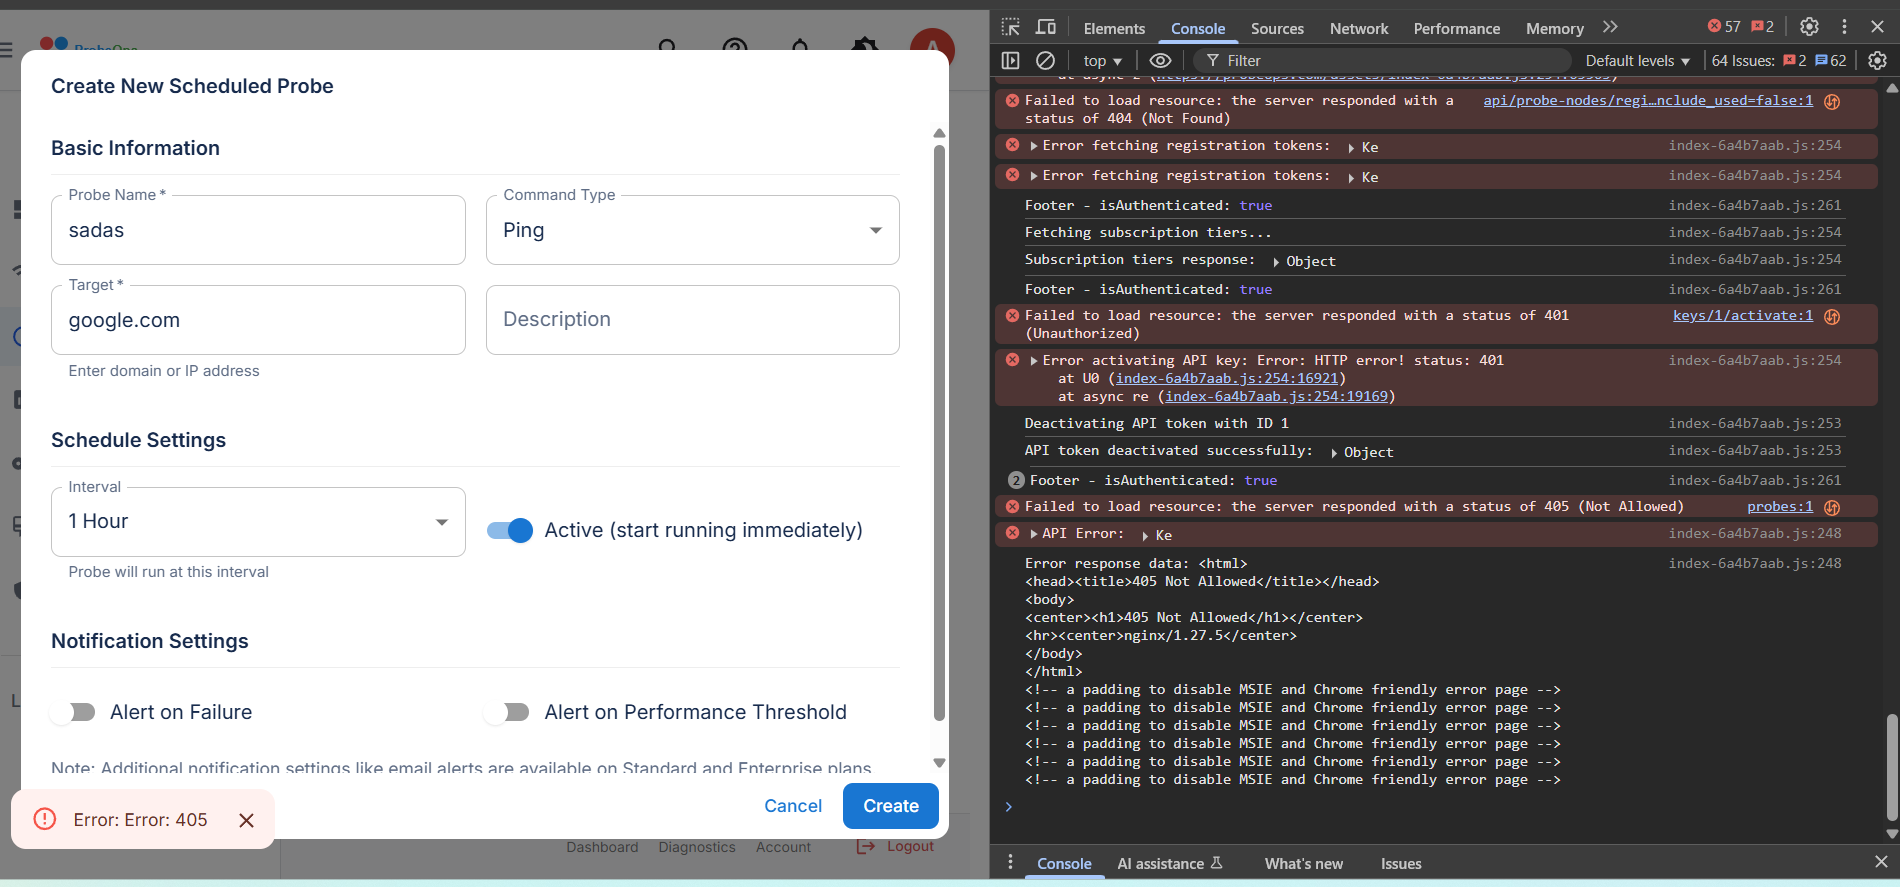 Create New Scheduled Probe
Basic Information
Probe Name *
sadas
Command Type
Ping
Target *
google.com
Description
Enter domain or IP address
Schedule Settings
Interval
1 Hour
Active (start running immediately)
Probe will run at this interval
Notification Settings
Alert on Failure
Alert on Performance Threshold
Note: Additional notification settings like email alerts are available on Standard and Enterprise plans
Cancel
Create
Error: Error: 405
Dashboard Diagnostics Account Logout
Elements Console Sources Network Performance Memory 57 2
top Filter Default levels 64 Issues: 2 62
Failed to load resource: the server responded with a api/probe-nodes/regi…nclude_used=false:1
status of 404 (Not Found)
Error fetching registration tokens: Ke index-6a4b7aab.js:254
Error fetching registration tokens: Ke index-6a4b7aab.js:254
Footer - isAuthenticated: true index-6a4b7aab.js:261
Fetching subscription tiers... index-6a4b7aab.js:254
Subscription tiers response: Object index-6a4b7aab.js:254
Footer - isAuthenticated: true index-6a4b7aab.js:261
Failed to load resource: the server responded with a status of 401 keys/1/activate:1
(Unauthorized)
Error activating API key: Error: HTTP error! status: 401 index-6a4b7aab.js:254
at U0 (index-6a4b7aab.js:254:16921)
at async re (index-6a4b7aab.js:254:19169)
Deactivating API token with ID 1 index-6a4b7aab.js:253
API token deactivated successfully: Object index-6a4b7aab.js:253
2 Footer - isAuthenticated: true index-6a4b7aab.js:261
Failed to load resource: the server responded with a status of 405 (Not Allowed) probes:1
API Error: Ke index-6a4b7aab.js:248
Error response data: <html> index-6a4b7aab.js:248
<head><title>405 Not Allowed</title></head>
<body>
<center><h1>405 Not Allowed</h1></center>
<hr><center>nginx/1.27.5</center>
</body>
</html>
<!-- a padding to disable MSIE and Chrome friendly error page -->
<!-- a padding to disable MSIE and Chrome friendly error page -->
<!-- a padding to disable MSIE and Chrome friendly error page -->
<!-- a padding to disable MSIE and Chrome friendly error page -->
<!-- a padding to disable MSIE and Chrome friendly error page -->
<!-- a padding to disable MSIE and Chrome friendly error page -->
Console AI assistance What's new Issues